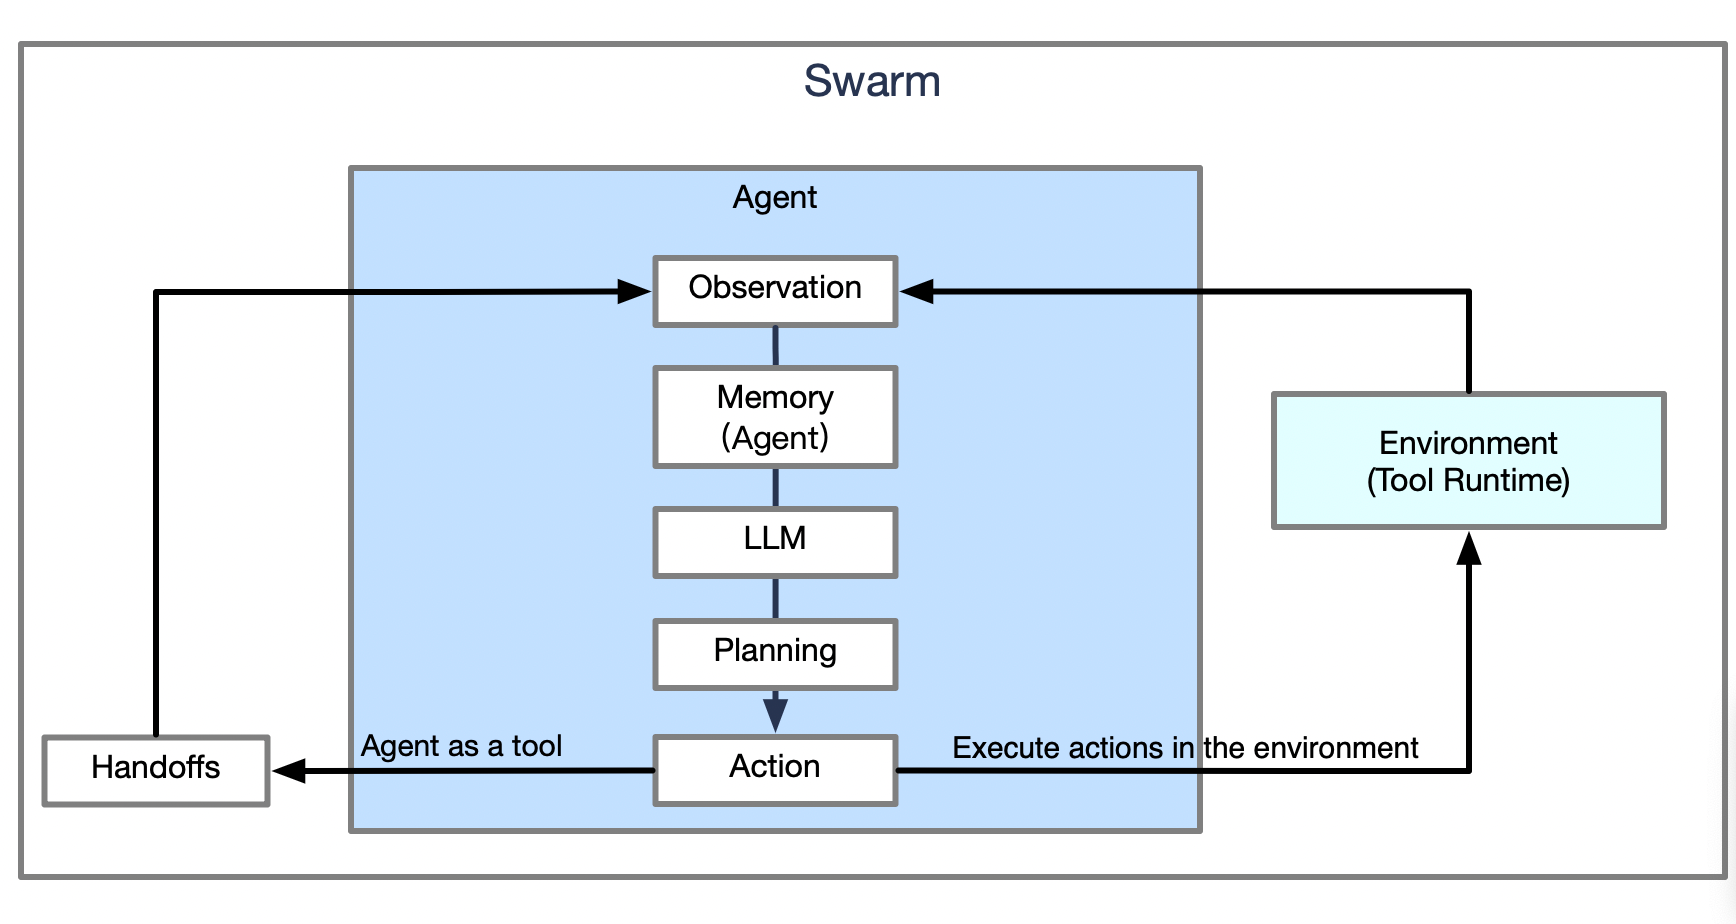 Swarm
Agent
Observation
Memory
(Agent)
LLM
Environment
(Tool Runtime)
Planning
Agent as a tool
Execute actions in the environment
Handoffs
Action